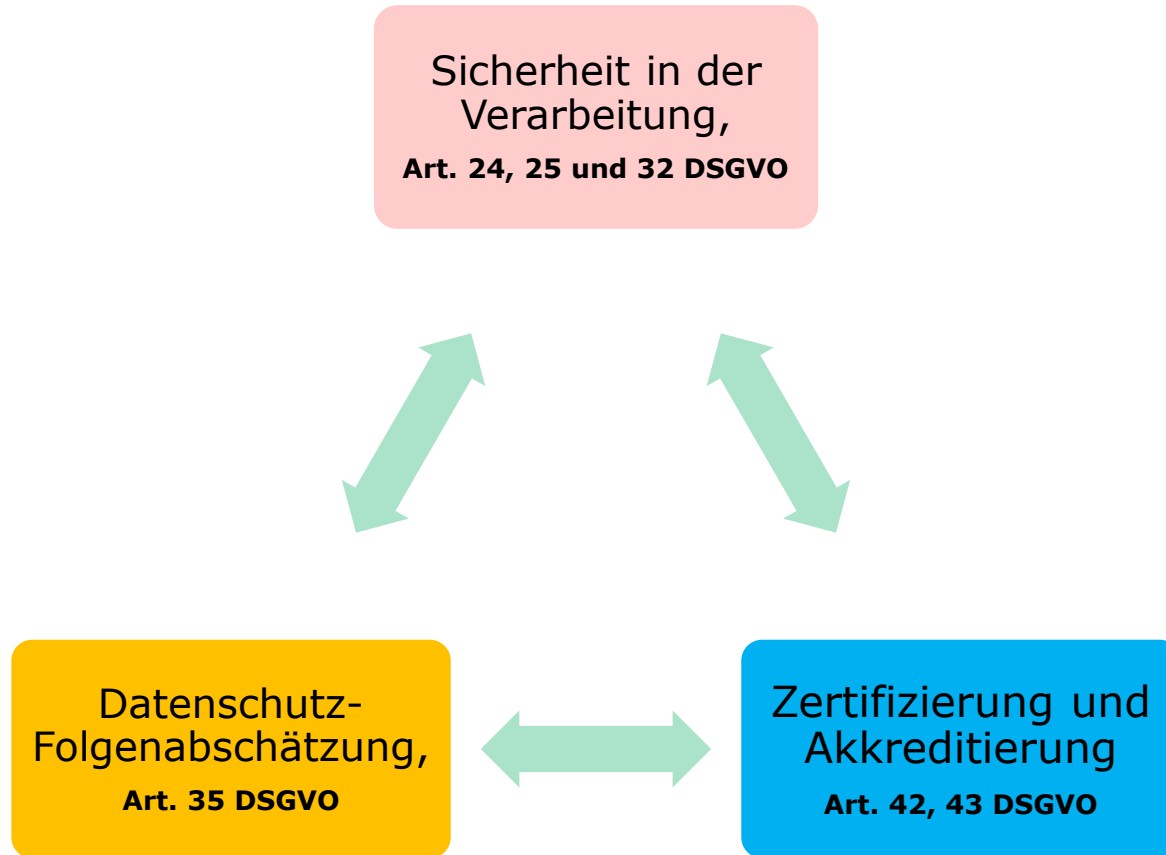 Sicherheit in der
Verarbeitung,
Art. 24, 25 und 32 DSGVO
Datenschutz-
Folgenabschätzung,
Art. 35 DSGVO
Zertifizierung und
Akkreditierung
Art. 42, 43 DSGVO